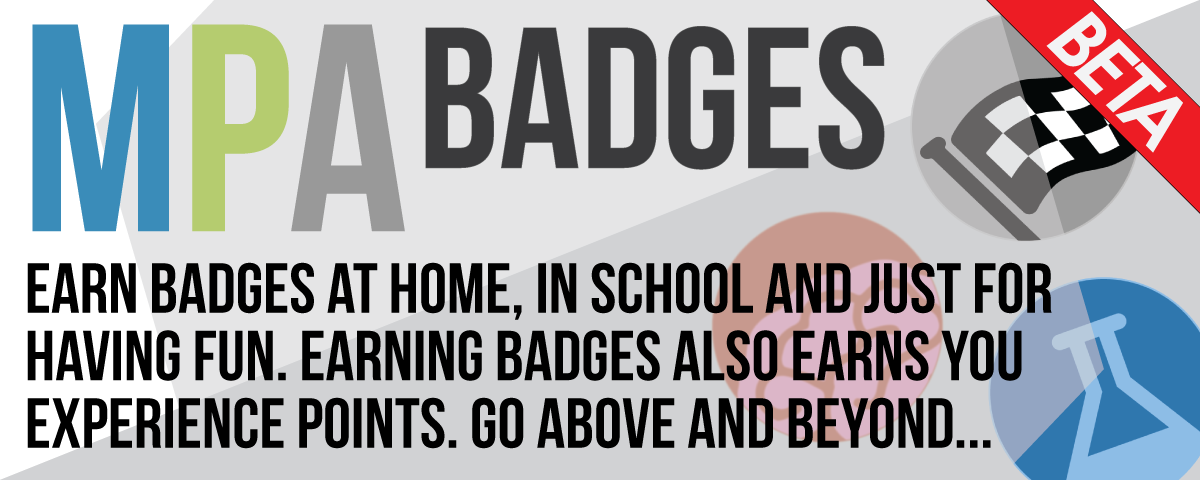 MPA BADGES
BETA
EARN BADGES AT HOME, IN SCHOOL AND JUST FOR
HAVING FUN. EARNING BADGES ALSO EARNS YOU
EXPERIENCE POINTS. GO ABOVE AND BEYOND...